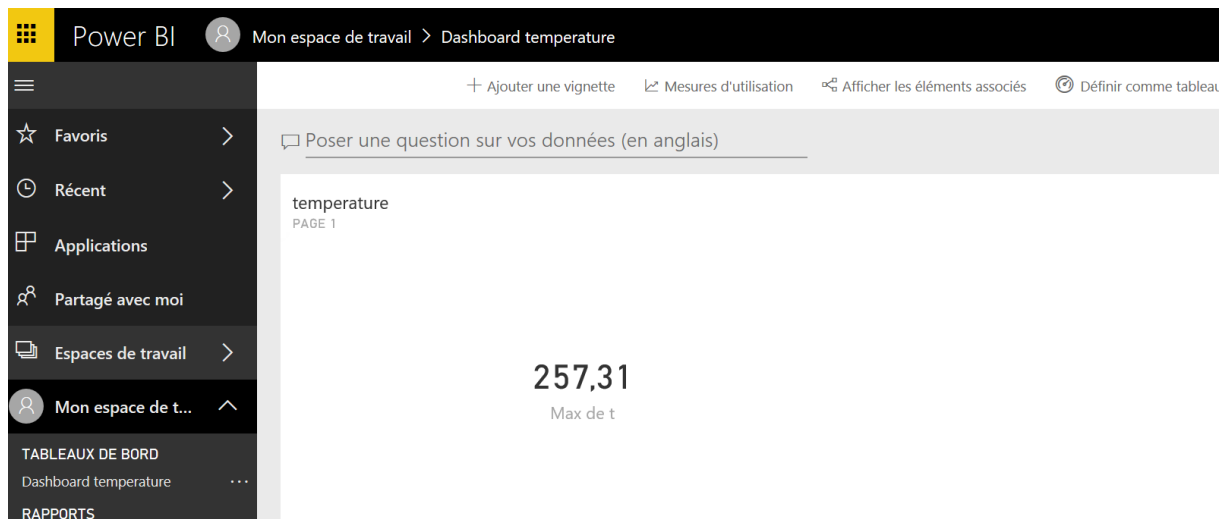 Power BI Mon espace de travail > Dashboard temperature
+ Ajouter une vignette Mesures d'utilisation Afficher les éléments associés Définir comme tableau
Favoris
Poser une question sur vos données (en anglais)
Récent
temperature
PAGE 1
Applications
Partagé avec moi
Espaces de travail
257,31
Max de t
Mon espace de t...
TABLEAUX DE BORD
Dashboard temperature ...
RAPPORTS